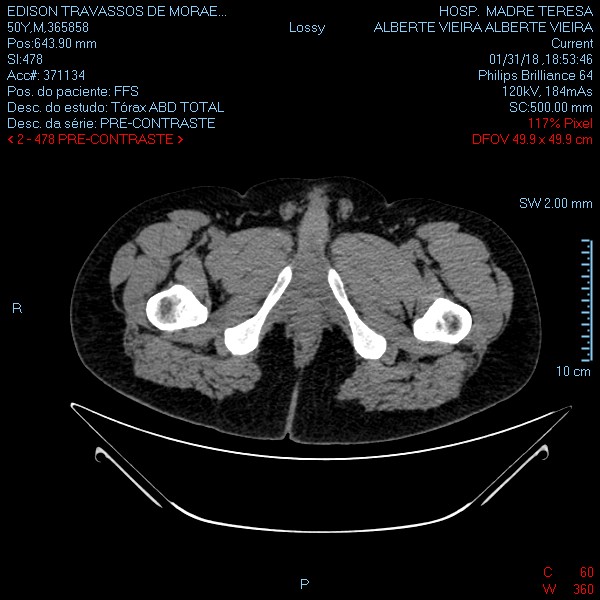 EDISON TRAVASSOS DE MORAE...
50Y,M,365858
Pos:643.90 mm
SI:478
Acc#: 371134
Pos. do paciente: FFS
Desc. do estudo: Tórax ABD TOTAL
Desc. da série: PRE-CONTRASTE
< 2 - 478 PRE-CONTRASTE >
Lossy
HOSP. MADRE TERESA
ALBERTE VIEIRA ALBERTE VIEIRA
Current
01/31/18 ,18:53:46
Philips Brilliance 64
120kV, 184mAs
SC:500.00 mm
117% Pixel
DFOV 49.9 x 49.9 cm
SW 2.00 mm
R
10 cm
P
C 60
W 360